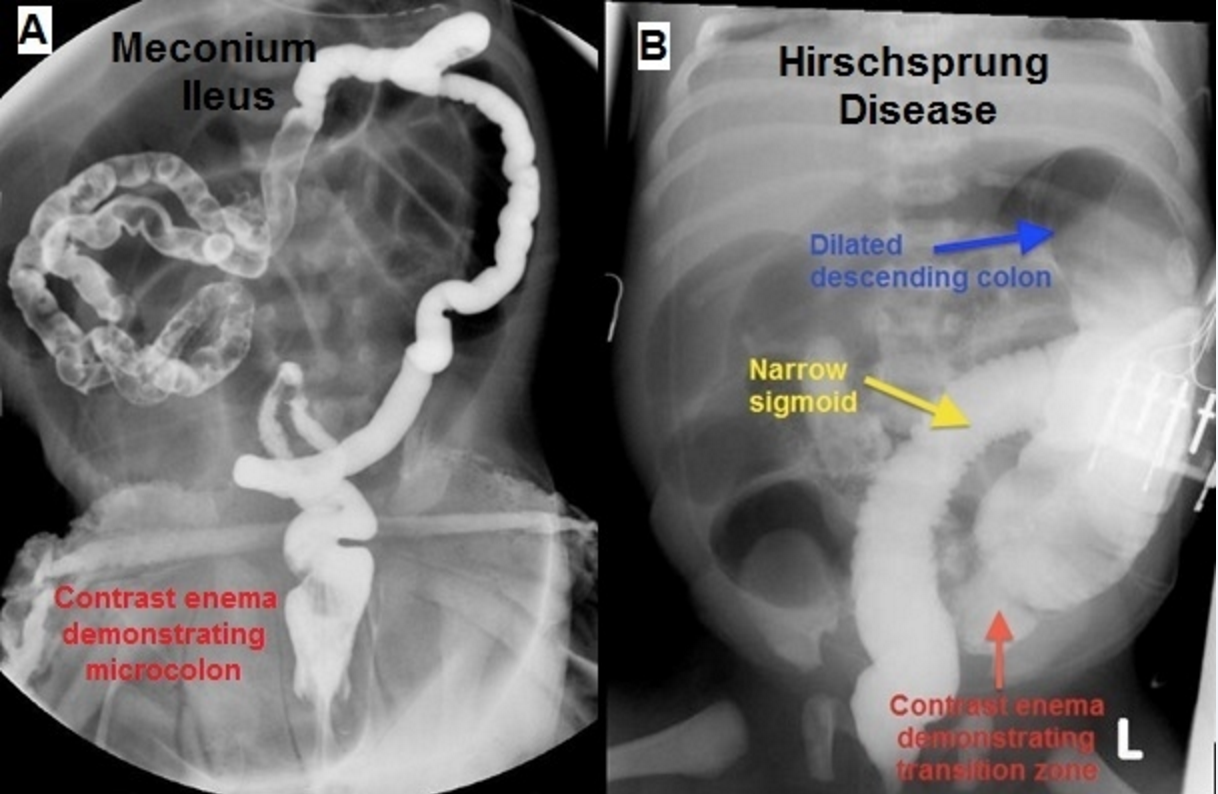 A
Meconium
Ileus
Contrast enema
demonstrating
microcolon
B
Hirschsprung
Disease
Dilated
descending colon
Narrow
sigmoid
Contrast enema
demonstrating
transition zone
L